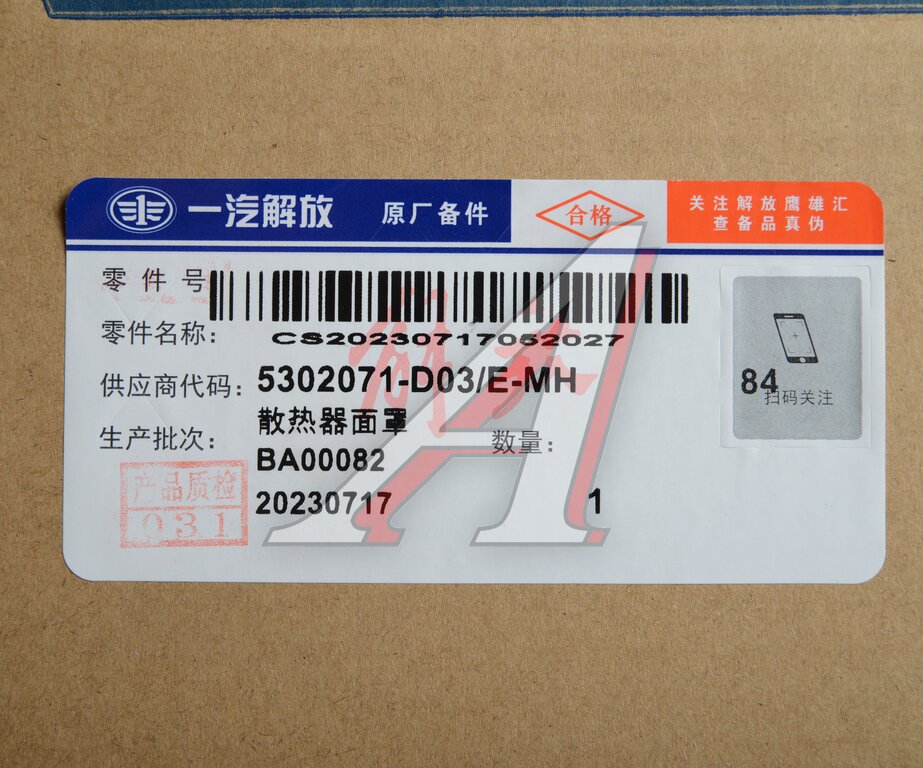 一汽解放 原厂备件
合格
关注解放鹰雄汇
查备品真伪
零件号
CS20230717052027
零件名称：
供应商代码：5302071-D03/E-MH
散热器面罩
生产批次：
数量：
BA00082
20230717
1
84
扫码关注
产品质检
031